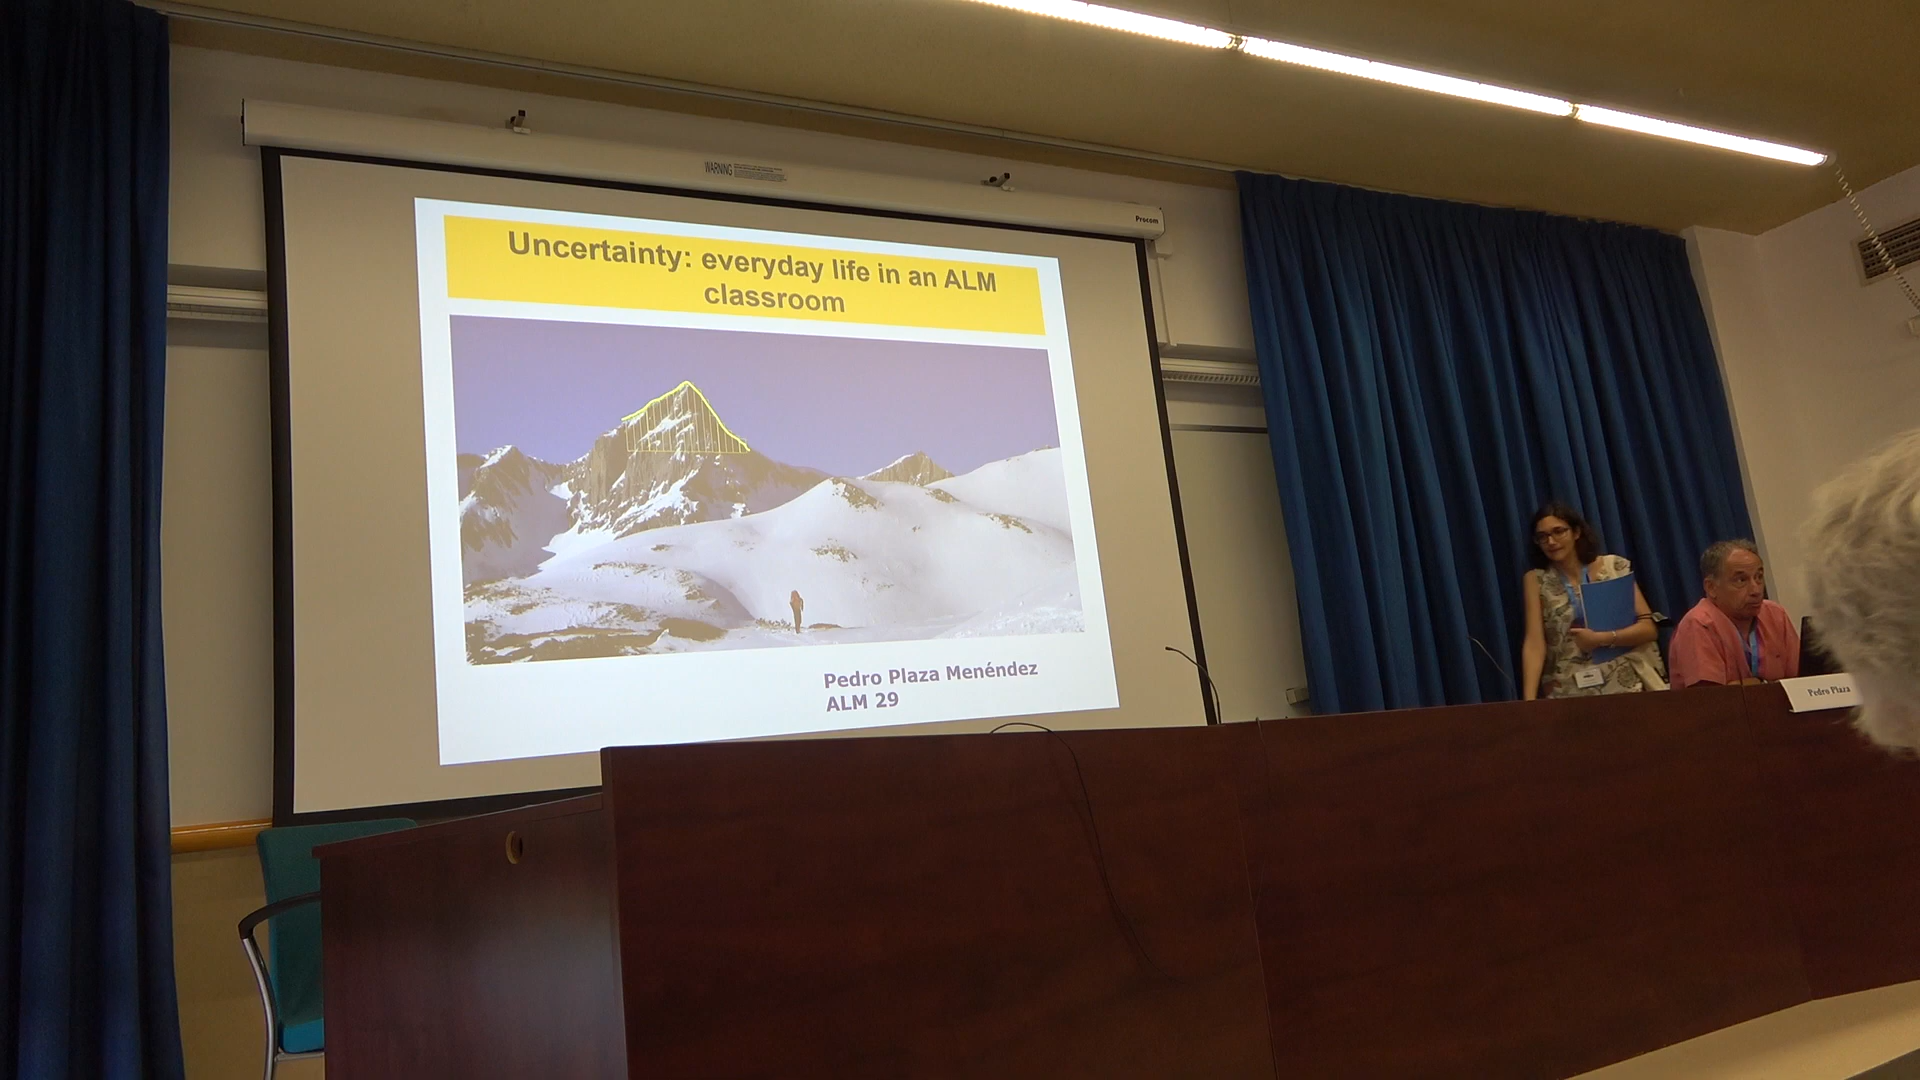 WARNING
Procom
Uncertainty: everyday life in an ALM
classroom
Pedro Plaza Menéndez
ALM 29
Pedro Plaza